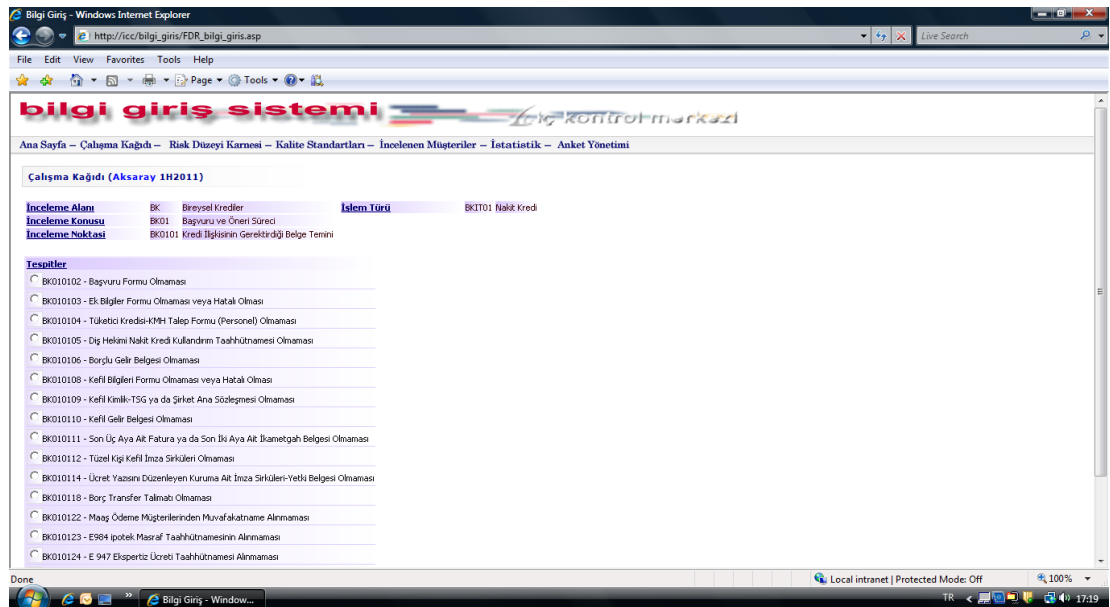 Bilgi Giriş - Windows Internet Explorer
http://icc/bilgi_giris/FDR_bilgi_giris.asp
Live Search
File Edit View Favorites Tools Help
Page Tools
bilgi giriş sistemi iç kontrol merkezi
Ana Sayfa – Çalışma Kağıdı – Risk Düzeyi Karnesi – Kalite Standartları – İncelenen Müşteriler – İstatistik – Anket Yönetimi
Çalışma Kağıdı (Aksaray 1H2011)
İnceleme Alanı BK Bireysel Krediler İşlem Türü BKIT01 Nakit Kredi
İnceleme Konusu BK01 Başvuru ve Öneri Süreci
İnceleme Noktasi BK0101 Kredi İlişkisinin Gerektirdiği Belge Temini
Tespitler
BK010102 - Başvuru Formu Olmaması
BK010103 - Ek Bilgiler Formu Olmaması veya Hatalı Olması
BK010104 - Tüketici Kredisi-KMH Talep Formu (Personel) Olmaması
BK010105 - Diş Hekimi Nakit Kredi Kullandırım Taahhütnamesi Olmaması
BK010106 - Borçlu Gelir Belgesi Olmaması
BK010108 - Kefil Bilgileri Formu Olmaması veya Hatalı Olması
BK010109 - Kefil Kimlik-TSG ya da Şirket Ana Sözleşmesi Olmaması
BK010110 - Kefil Gelir Belgesi Olmaması
BK010111 - Son Üç Aya Ait Fatura ya da Son İki Aya Ait İkametgah Belgesi Olmaması
BK010112 - Tüzel Kişi Kefil İmza Sirküleri Olmaması
BK010114 - Ücret Yazısını Düzenleyen Kuruma Ait İmza Sirküleri-Yetki Belgesi Olmaması
BK010118 - Borç Transfer Talimatı Olmaması
BK010122 - Maaş Ödeme Müşterilerinden Muvafakatname Alınmaması
BK010123 - E984 ipotek Masraf Taahhütnamesinin Alınmaması
BK010124 - E 947 Ekspertiz Ücreti Taahhütnamesi Alınmaması
Done Local intranet | Protected Mode: Off 100%
Bilgi Giriş - Window... TR 17:19